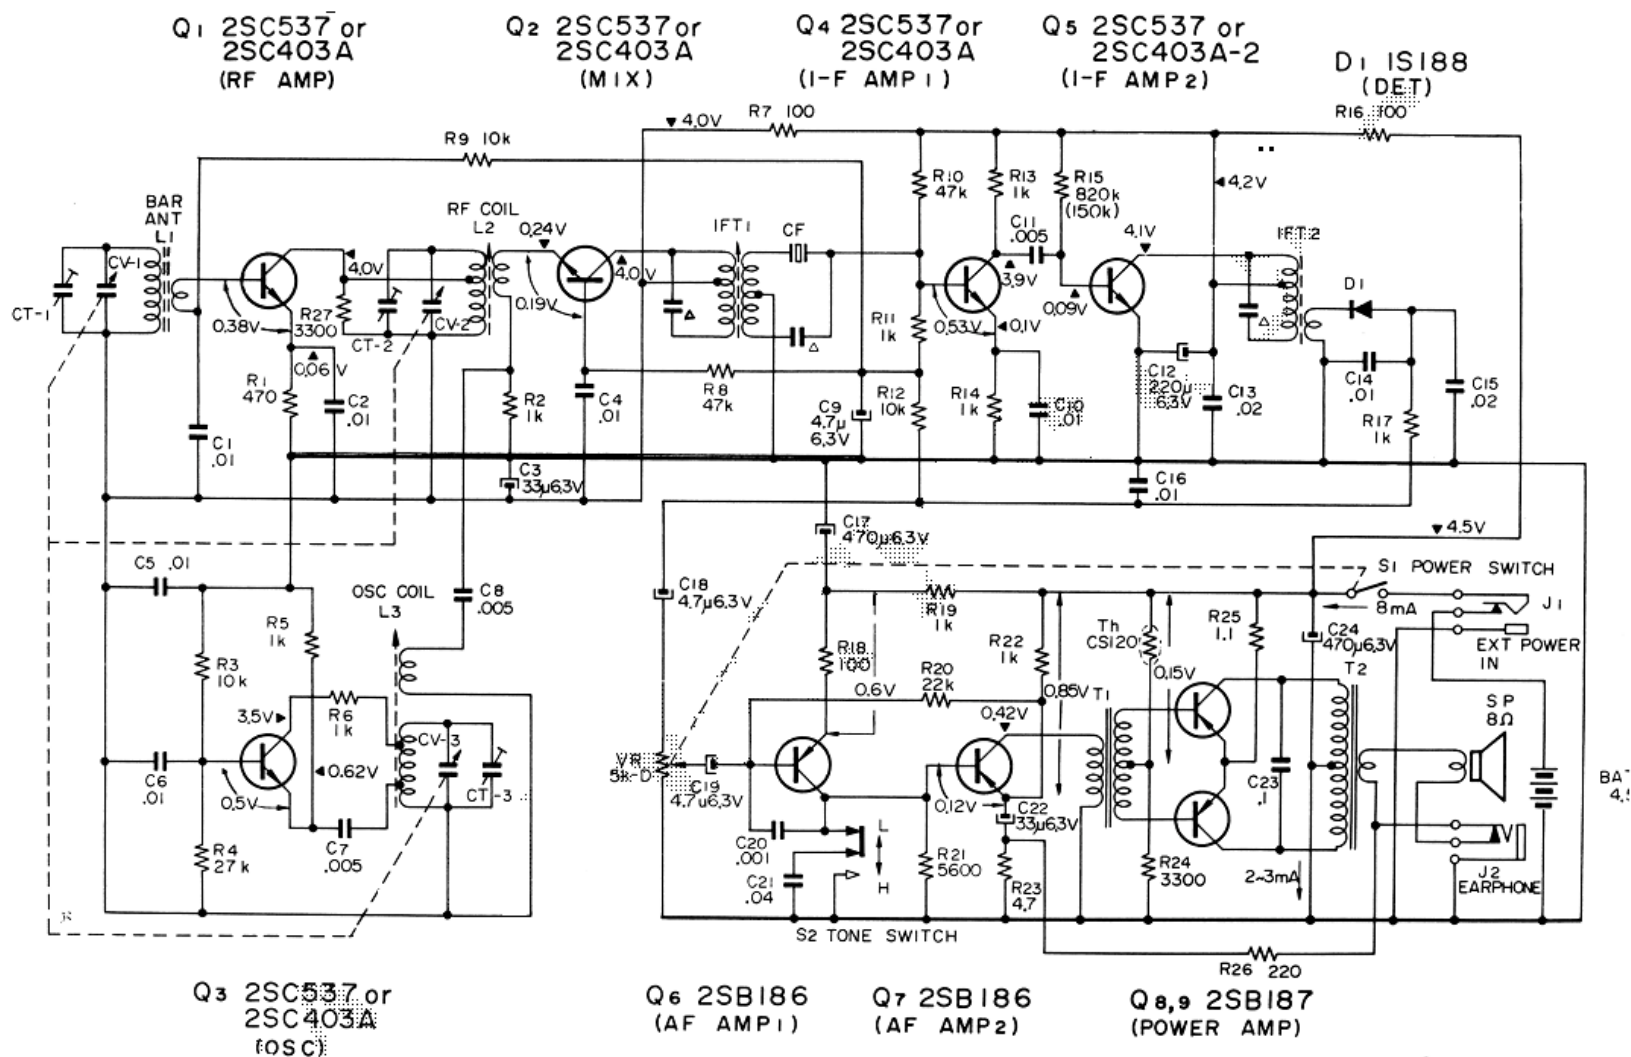 Q1 2SC537 or
2SC403A
(RF AMP)
Q2 2SC537 or
2SC403A
(MIX)
Q4 2SC537 or
2SC403A
(I-F AMP 1)
Q5 2SC537 or
2SC403A-2
(I-F AMP2)
D1 1S188
(DET)
R16 100
R7 100
4.0V
R9 10k
BAR
ANT
L1
RF COIL
L2
0.24V
IFT1
CF
R10
47k
R13
1k
R15
820k
(150k)
4.2V
C11
.005
4.1V
IFT2
CV-1
4.0V
4.0V
3.9V
D1
CT-1
0.38V
R27
3300
CV-2
CT-2
0.19V
△
△
R11
1k
0.53V
0.1V
0.09V
△
0.06V
R1
470
C2
.01
R2
1k
C4
.01
R8
47k
C9
4.7μ
6.3V
R12
10k
R14
1k
C10
.01
C12
220μ
6.3V
C13
.02
C14
.01
R17
1k
C15
.02
C1
.01
C3
33μ6.3V
C16
.01
C17
470μ6.3V
4.5V
C5 .01
OSC COIL
L3
C8
.005
C18
4.7μ6.3V
R19
1k
S1 POWER SWITCH
8mA
J1
EXT POWER
IN
R5
1k
R3
10k
R18
100
R20
22k
R22
1k
Th
CS120
R25
1.1
C24
470μ6.3V
T2
0.6V
0.85V
0.15V
T1
R6
1k
3.5V
0.42V
SP
8Ω
CV-3
0.62V
CT-3
VR
5k-D
C6
.01
0.5V
C19
4.7μ6.3V
0.12V
C22
33μ6.3V
C23
.1
BAT
4.5
C7
.005
R4
27k
C20
.001
L
H
C21
.04
R21
5600
R23
4.7
R24
3300
2~3mA
J2
EARPHONE
S2 TONE SWITCH
R26 220
Q3 2SC537 or
2SC403A
(OSC)
Q6 2SB186
(AF AMP1)
Q7 2SB186
(AF AMP2)
Q8,9 2SB187
(POWER AMP)